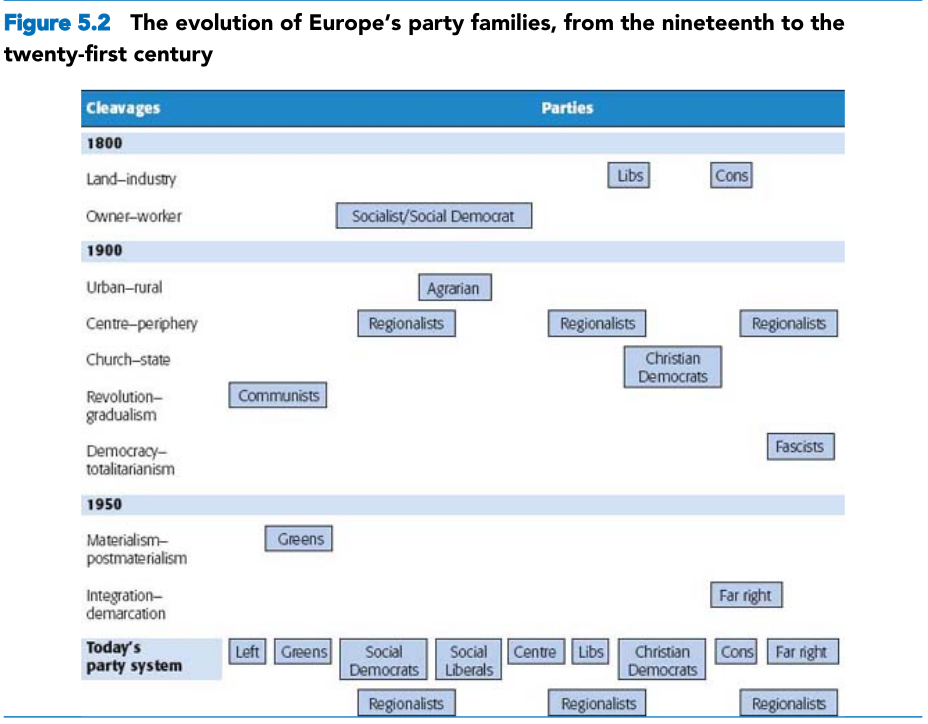 Figure 5.2 The evolution of Europe’s party families, from the nineteenth to the
twenty-first century
Cleavages Parties
1800
Land–industry Libs Cons
Owner–worker Socialist/Social Democrat
1900
Urban–rural Agrarian
Centre–periphery Regionalists Regionalists Regionalists
Church–state Christian
Democrats
Revolution– Communists
gradualism
Democracy– Fascists
totalitarianism
1950
Materialism– Greens
postmaterialism
Integration– Far right
demarcation
Today’s Left Greens Social Social Centre Libs Christian Cons Far right
party system Democrats Liberals Democrats
Regionalists Regionalists Regionalists